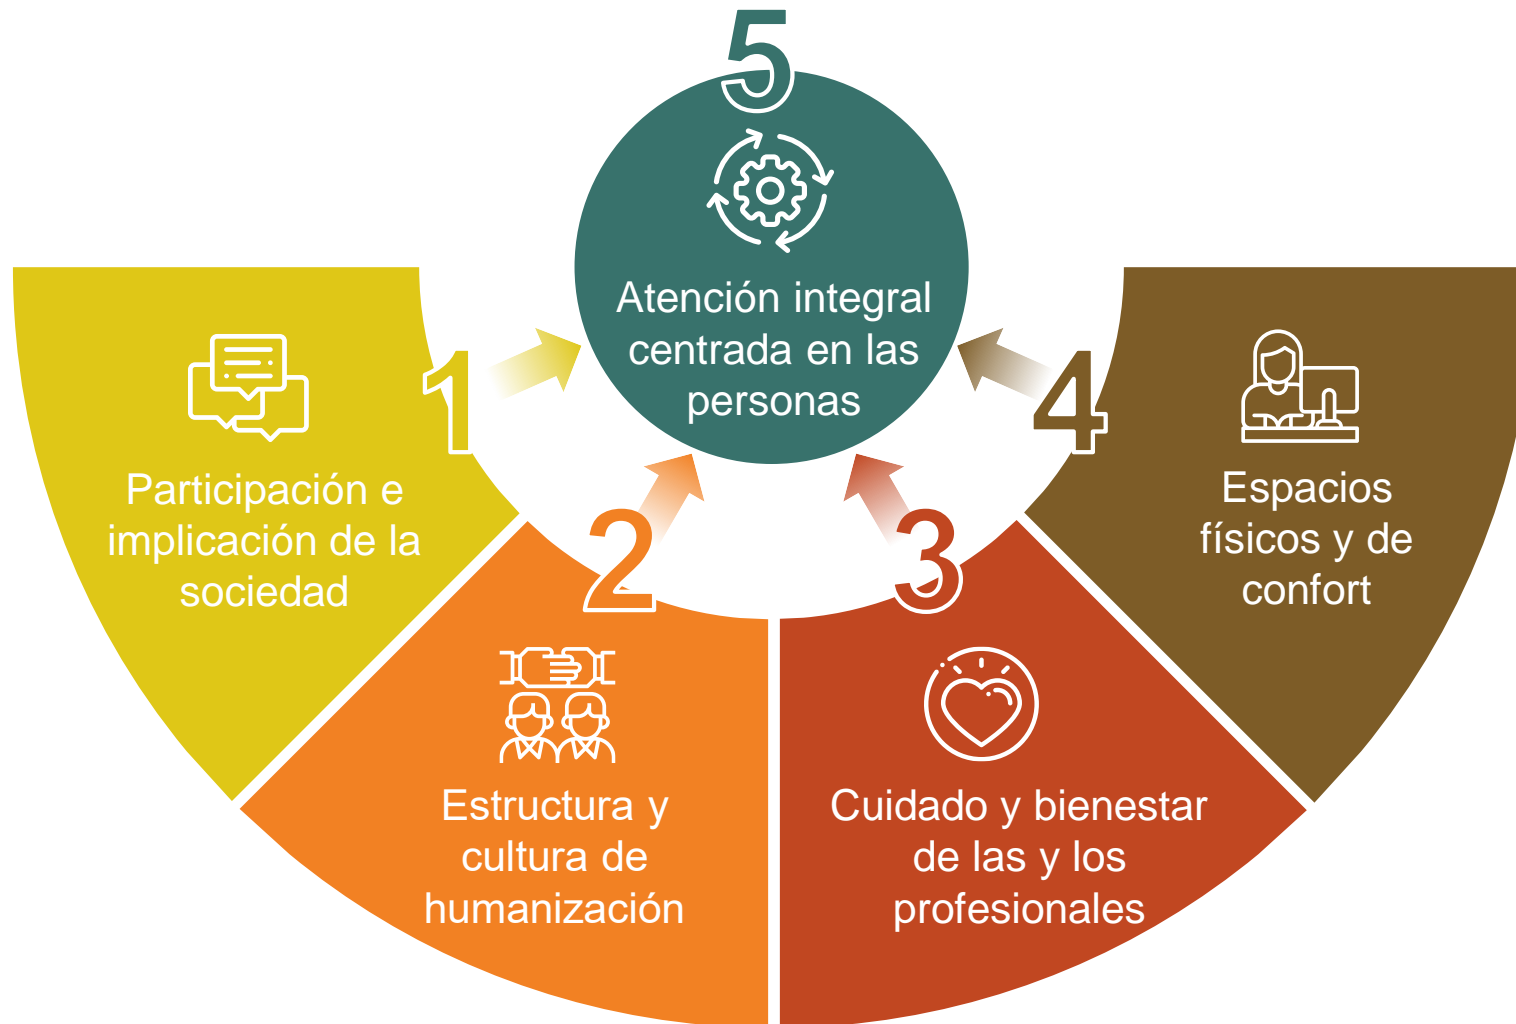 5
Atención integral
centrada en las
personas
1
Participación e
implicación de la
sociedad
2
Estructura y
cultura de
humanización
3
Cuidado y bienestar
de las y los
profesionales
4
Espacios
físicos y de
confort